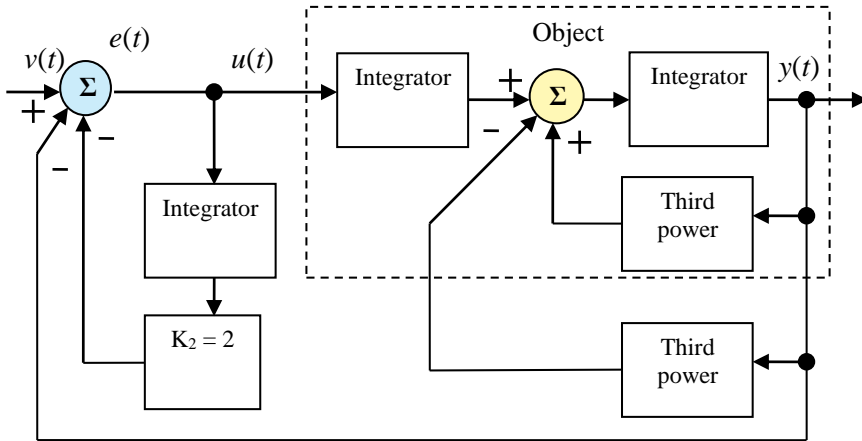 Object
e(t)
v(t)
Σ
u(t)
Integrator
Σ
Integrator
y(t)
+
−
−
+
−
+
Integrator
Third
power
K₂ = 2
Third
power